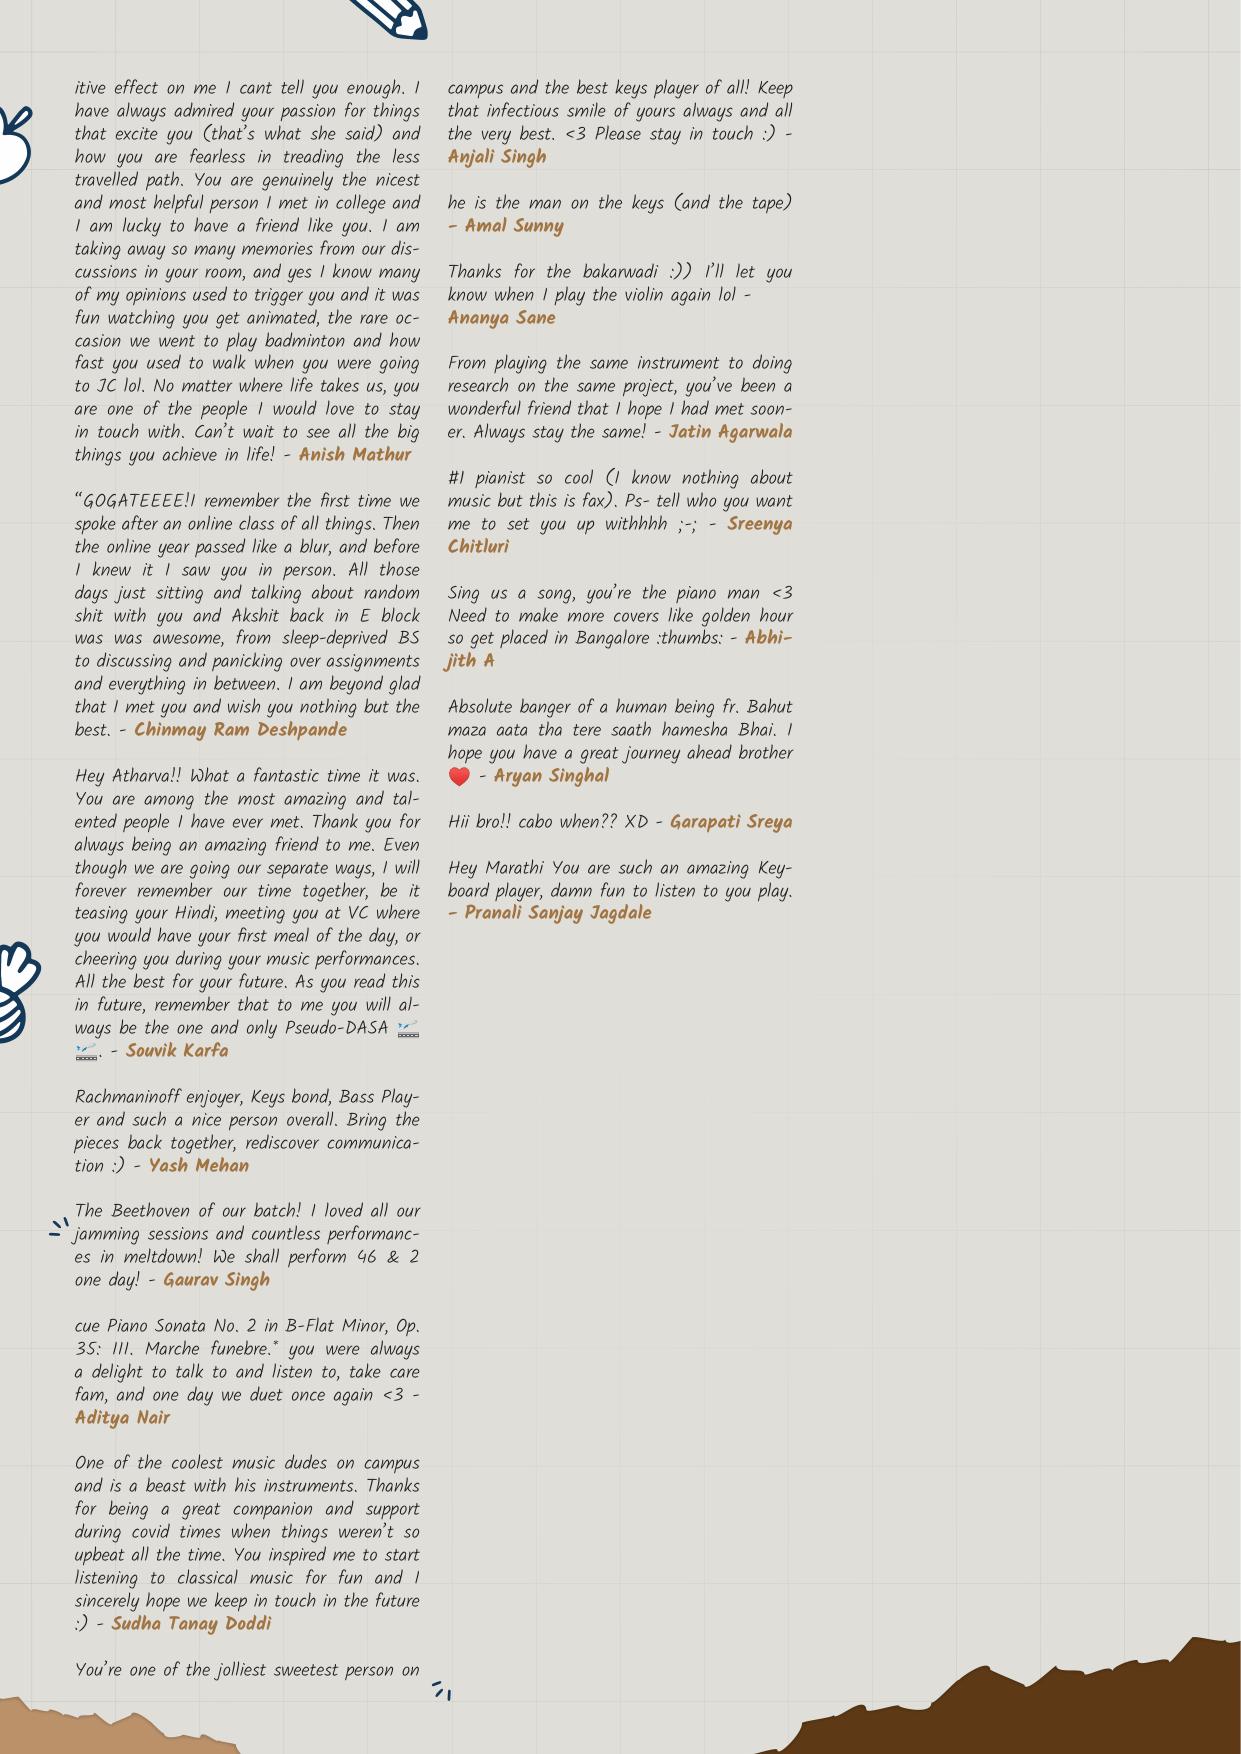 itive effect on me I cant tell you enough. I
have always admired your passion for things
that excite you (that's what she said) and
how you are fearless in treading the less
travelled path. You are genuinely the nicest
and most helpful person I met in college and
I am lucky to have a friend like you. I am
taking away so many memories from our dis-
cussions in your room, and yes I know many
of my opinions used to trigger you and it was
fun watching you get animated, the rare oc-
casion we went to play badminton and how
fast you used to walk when you were going
to JC lol. No matter where life takes us, you
are one of the people I would love to stay
in touch with. Can't wait to see all the big
things you achieve in life! - Anish Mathur
“GOGATEEEE!I remember the first time we
spoke after an online class of all things. Then
the online year passed like a blur, and before
I knew it I saw you in person. All those
days just sitting and talking about random
shit with you and Akshit back in E block
was was awesome, from sleep-deprived BS
to discussing and panicking over assignments
and everything in between. I am beyond glad
that I met you and wish you nothing but the
best. - Chinmay Ram Deshpande
Hey Atharva!! What a fantastic time it was.
You are among the most amazing and tal-
ented people I have ever met. Thank you for
always being an amazing friend to me. Even
though we are going our separate ways, I will
forever remember our time together, be it
teasing your Hindi, meeting you at VC where
you would have your first meal of the day, or
cheering you during your music performances.
All the best for your future. As you read this
in future, remember that to me you will al-
ways be the one and only Pseudo-DASA 🛫
🛫. - Souvik Karfa
Rachmaninoff enjoyer, Keys bond, Bass Play-
er and such a nice person overall. Bring the
pieces back together, rediscover communica-
tion :) - Yash Mehan
The Beethoven of our batch! I loved all our
jamming sessions and countless performanc-
es in meltdown! We shall perform 46 & 2
one day! - Gaurav Singh
cue Piano Sonata No. 2 in B-Flat Minor, Op.
35: III. Marche funebre.* you were always
a delight to talk to and listen to, take care
fam, and one day we duet once again <3 -
Aditya Nair
One of the coolest music dudes on campus
and is a beast with his instruments. Thanks
for being a great companion and support
during covid times when things weren't so
upbeat all the time. You inspired me to start
listening to classical music for fun and I
sincerely hope we keep in touch in the future
:) - Sudha Tanay Doddi
You're one of the jolliest sweetest person on
campus and the best keys player of all! Keep
that infectious smile of yours always and all
the very best. <3 Please stay in touch :) -
Anjali Singh
he is the man on the keys (and the tape)
- Amal Sunny
Thanks for the bakarwadi :)) I'll let you
know when I play the violin again lol -
Ananya Sane
From playing the same instrument to doing
research on the same project, you've been a
wonderful friend that I hope I had met soon-
er. Always stay the same! - Jatin Agarwala
#1 pianist so cool (I know nothing about
music but this is fax). Ps- tell who you want
me to set you up withhhh ;-; - Sreenya
Chitluri
Sing us a song, you're the piano man <3
Need to make more covers like golden hour
so get placed in Bangalore :thumbs: - Abhi-
jith A
Absolute banger of a human being fr. Bahut
maza aata tha tere saath hamesha Bhai. I
hope you have a great journey ahead brother
❤️ - Aryan Singhal
Hii bro!! cabo when?? XD - Garapati Sreya
Hey Marathi You are such an amazing Key-
board player, damn fun to listen to you play.
- Pranali Sanjay Jagdale